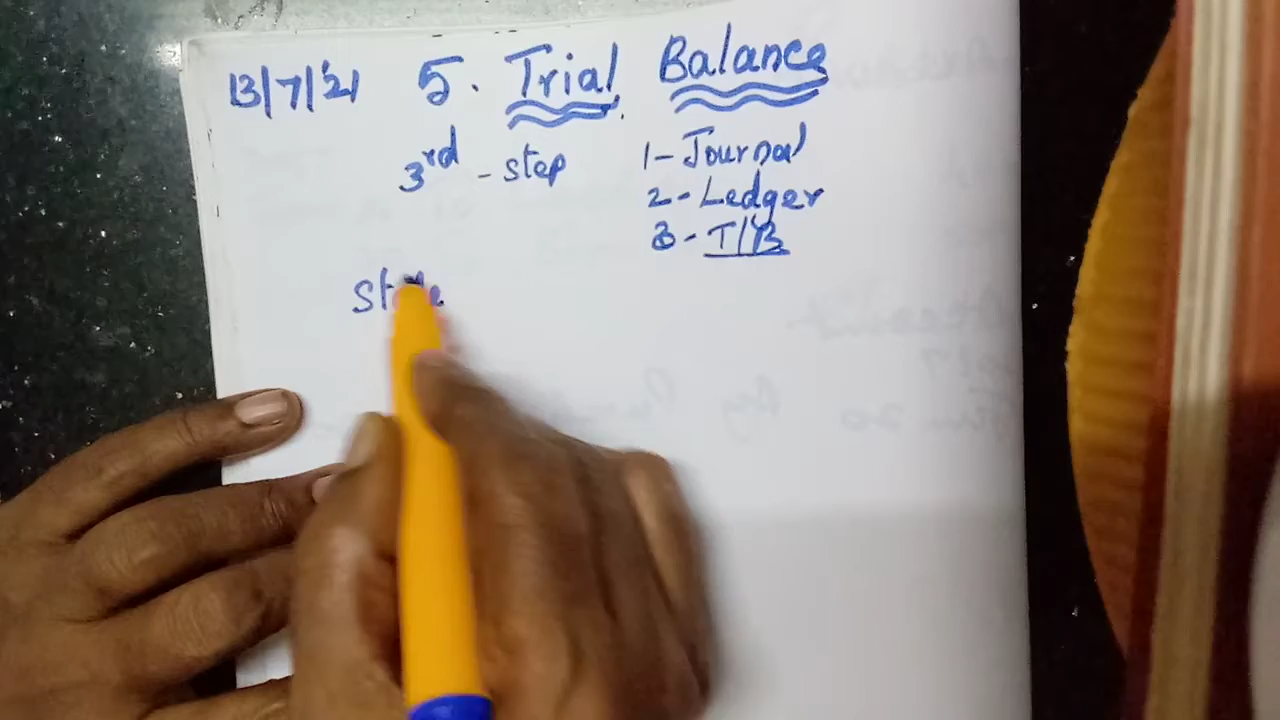 13/7/'21 5. Trial Balance
3rd - step
1- Journal
2- Ledger
3- T/B